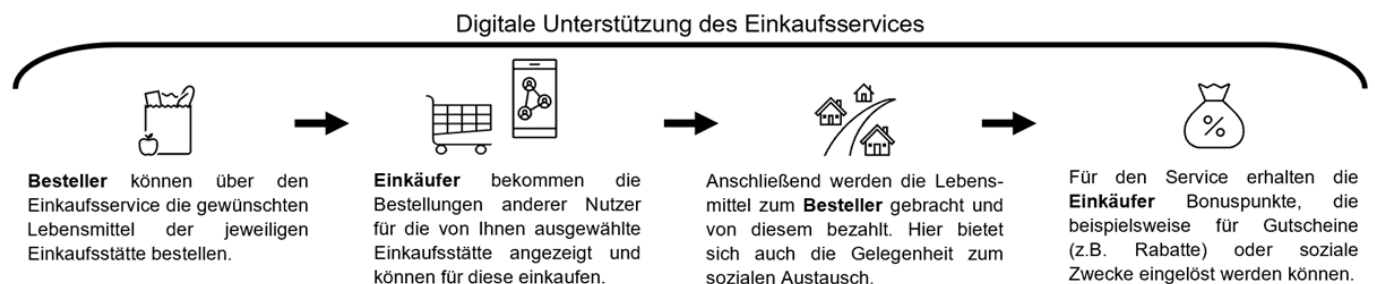 Digitale Unterstützung des Einkaufsservices
Besteller können über den
Einkaufsservice die gewünschten
Lebensmittel der jeweiligen
Einkaufsstätte bestellen.
Einkäufer bekommen die
Bestellungen anderer Nutzer
für die von Ihnen ausgewählte
Einkaufsstätte angezeigt und
können für diese einkaufen.
Anschließend werden die Lebens-
mittel zum Besteller gebracht und
von diesem bezahlt. Hier bietet
sich auch die Gelegenheit zum
sozialen Austausch.
%
Für den Service erhalten die
Einkäufer Bonuspunkte, die
beispielsweise für Gutscheine
(z.B. Rabatte) oder soziale
Zwecke eingelöst werden können.